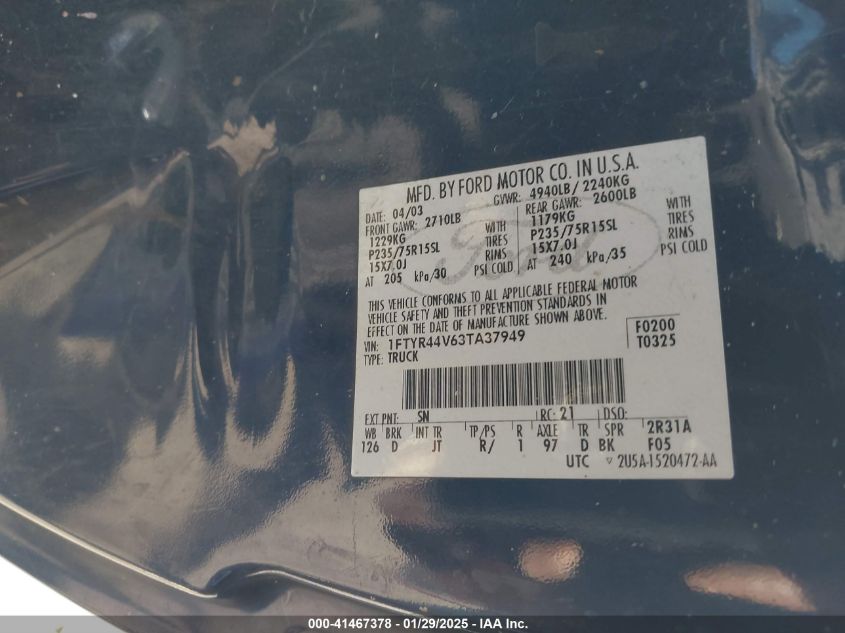 MFD. BY FORD MOTOR CO. IN U.S.A.
DATE: 04/03 GVWR: 4940LB/ 2240KG
FRONT GAWR: 2710LB REAR GAWR: 2600LB
1229KG WITH 1179KG WITH
P235/75R15SL TIRES P235/75R15SL TIRES
15X7.0J RIMS 15X7.0J RIMS
AT 205 kPa/30 PSI COLD AT 240 kPa/35 PSI COLD
Ford
THIS VEHICLE CONFORMS TO ALL APPLICABLE FEDERAL MOTOR
VEHICLE SAFETY AND THEFT PREVENTION STANDARDS IN
EFFECT ON THE DATE OF MANUFACTURE SHOWN ABOVE.
VIN: 1FTYR44V63TA37949 F0200
TYPE: TRUCK T0325
EXT PNT: SN RC: 21 DSO:
WB BRK INT TR TP/PS R AXLE TR SPR 2R31A
126 D JT R/ 1 97 D BK F05
UTC ▽ 2U5A-1520472-AA
000-41467378 - 01/29/2025 - IAAI.com